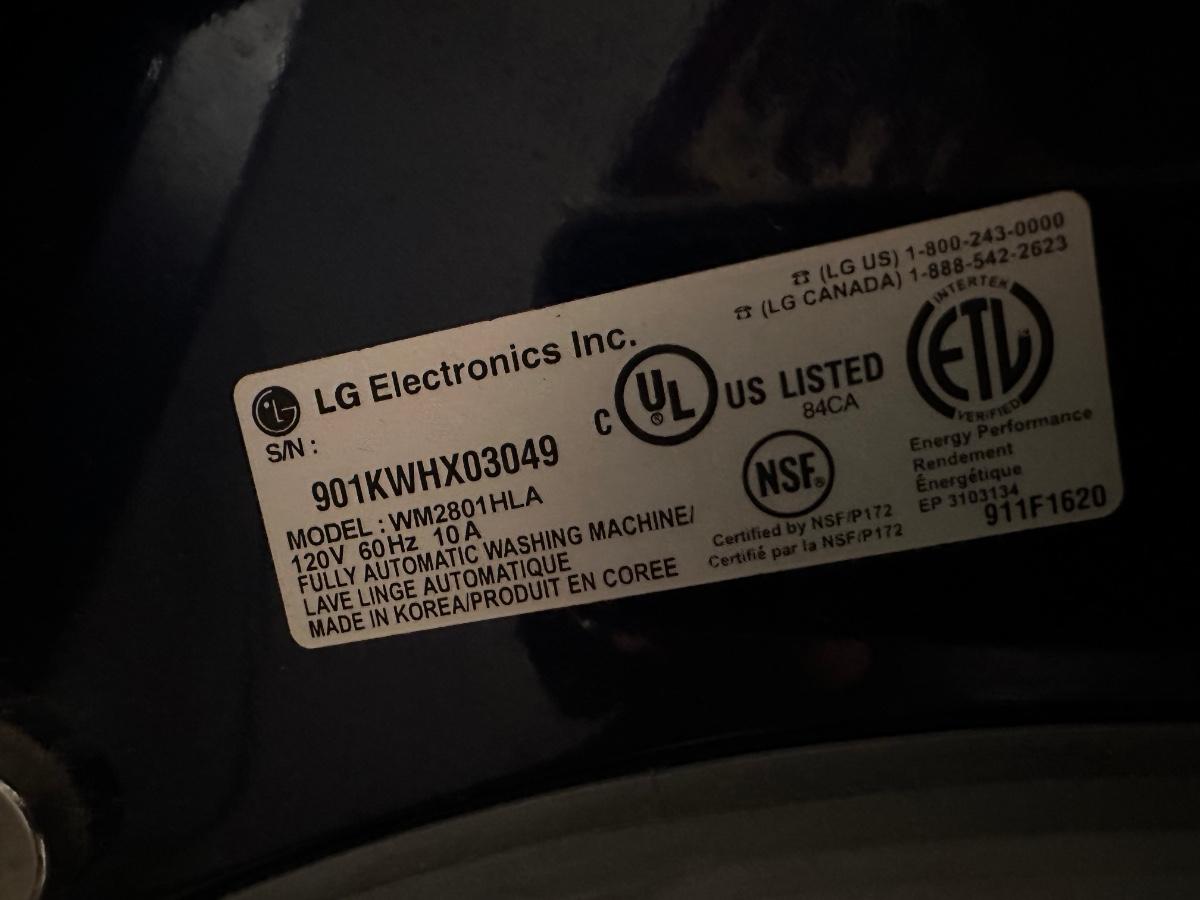 ☎ (LG US) 1-800-243-0000
☎ (LG CANADA) 1-888-542-2623
LG Electronics Inc.
S/N :
901KWHX03049
MODEL : WM2801HLA
120V 60Hz 10A
FULLY AUTOMATIC WASHING MACHINE/
LAVE LINGE AUTOMATIQUE
MADE IN KOREA/PRODUIT EN COREE
C UL ® US LISTED
84CA
NSF®
Certified by NSF/P172
Certifié par la NSF/P172
INTERTEK
ETL
VERIFIED
Energy Performance
Rendement
Énergétique
EP 3103134
911F1620